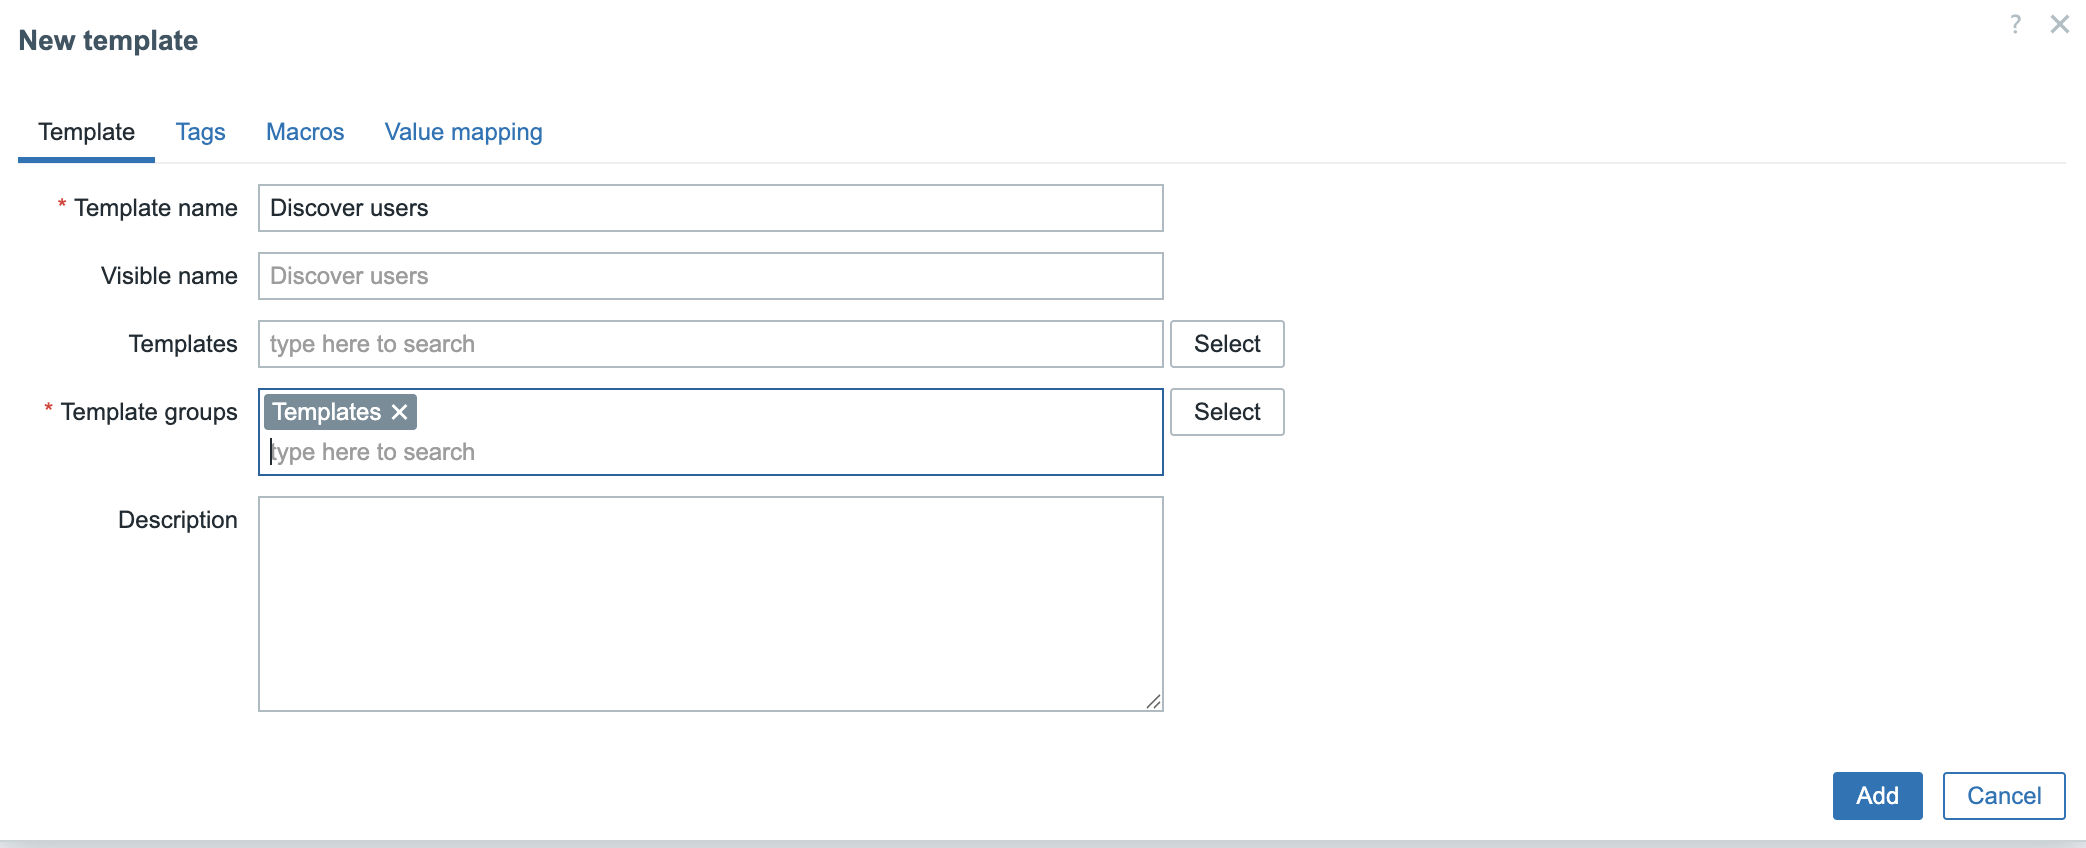 New template
?
Template Tags Macros Value mapping
* Template name Discover users
Visible name Discover users
Templates type here to search Select
* Template groups Templates Select
type here to search
Description
Add Cancel